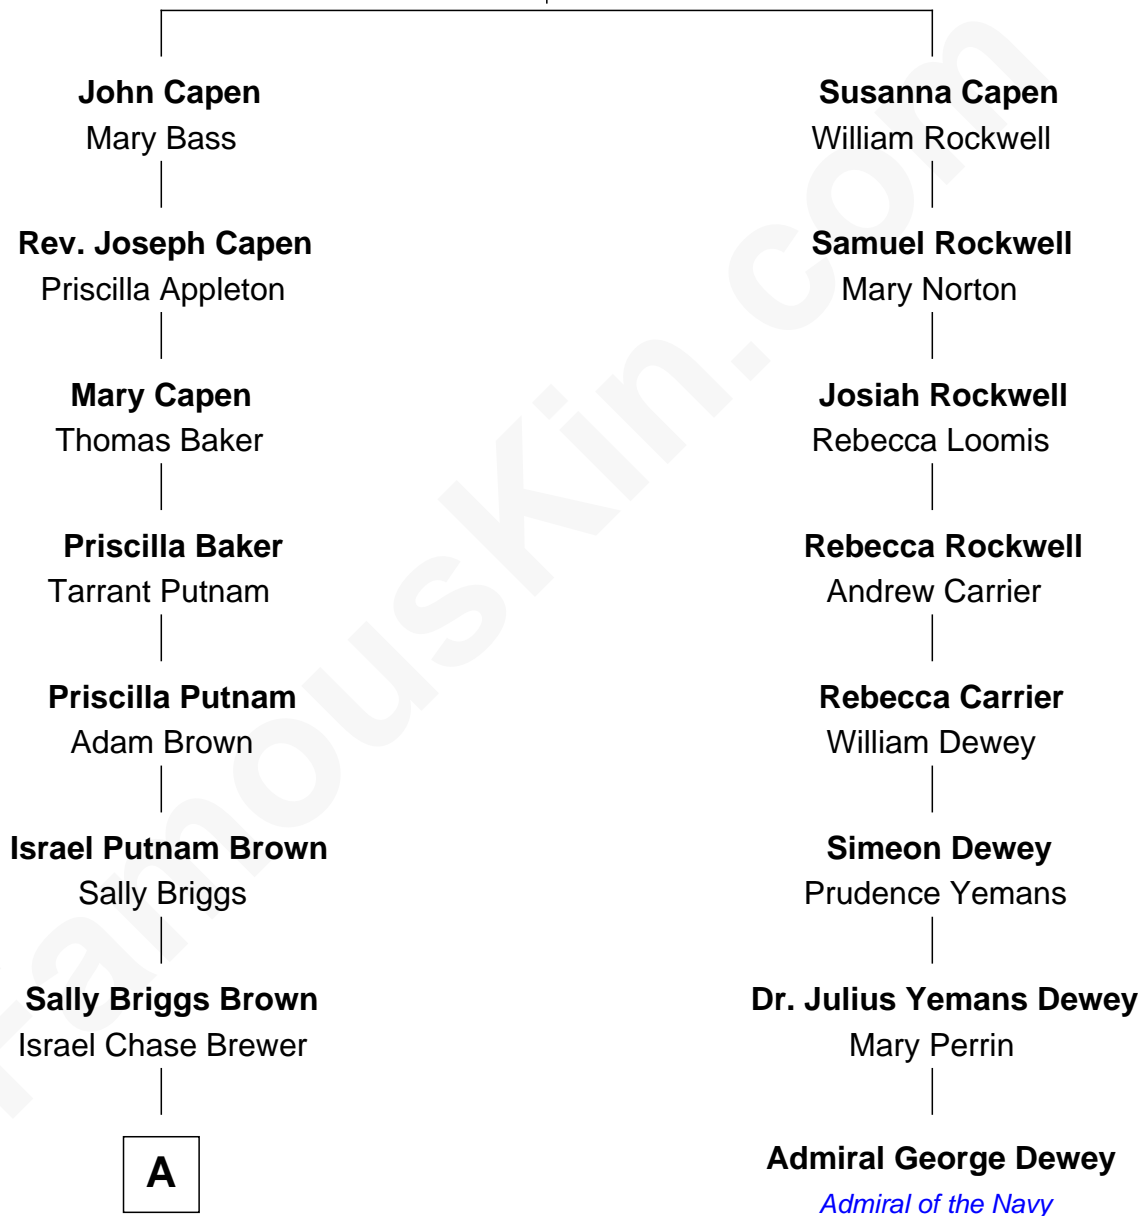 John Capen
Mary Bass
Susanna Capen
William Rockwell
Rev. Joseph Capen
Priscilla Appleton
Samuel Rockwell
Mary Norton
Mary Capen
Thomas Baker
Josiah Rockwell
Rebecca Loomis
Priscilla Baker
Tarrant Putnam
Rebecca Rockwell
Andrew Carrier
Priscilla Putnam
Adam Brown
Rebecca Carrier
William Dewey
Israel Putnam Brown
Sally Briggs
Simeon Dewey
Prudence Yemans
Sally Briggs Brown
Israel Chase Brewer
Dr. Julius Yemans Dewey
Mary Perrin
A
Admiral George Dewey
Admiral of the Navy
FamousKin.com